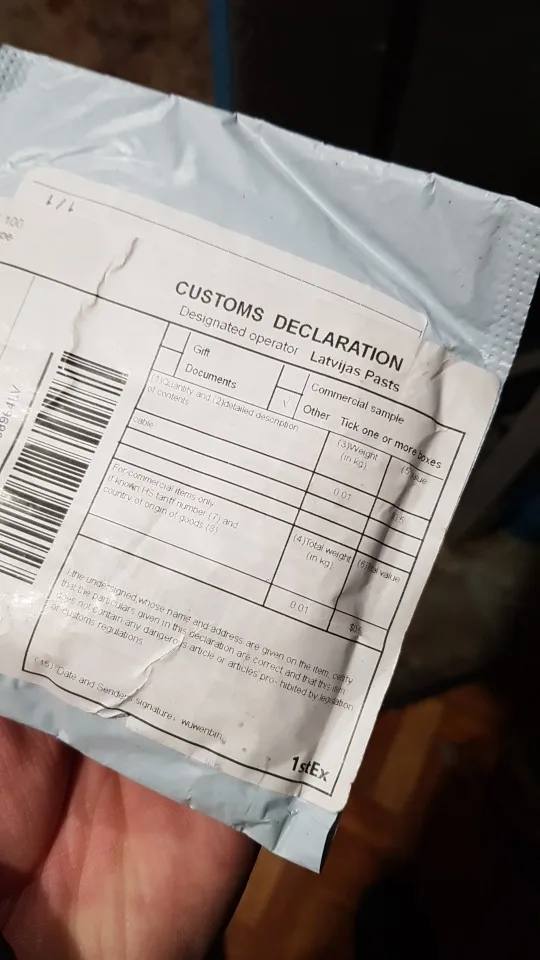 1/1
100
CUSTOMS DECLARATION
Designated operator Latvijas Pasts
Gift
Commercial sample
Documents
√ Other Tick one or more boxes
(1)Quantity and (2)detailed description
of contents
(3)Weight
(in kg)
cable
0.01
For commercial items only
If known HS tariff number (7) and
country of origin of goods (8)
(4)Total weight
(in kg)
0.01
I,the undersigned,whose name and address are given on the item, certify
that the particulars given in this declaration are correct and that this item
does not contain any dangerous article or articles pro- hibited by legislation
or customs regulations
(15) Date and Sender's signature: wuwenbin
1stEx